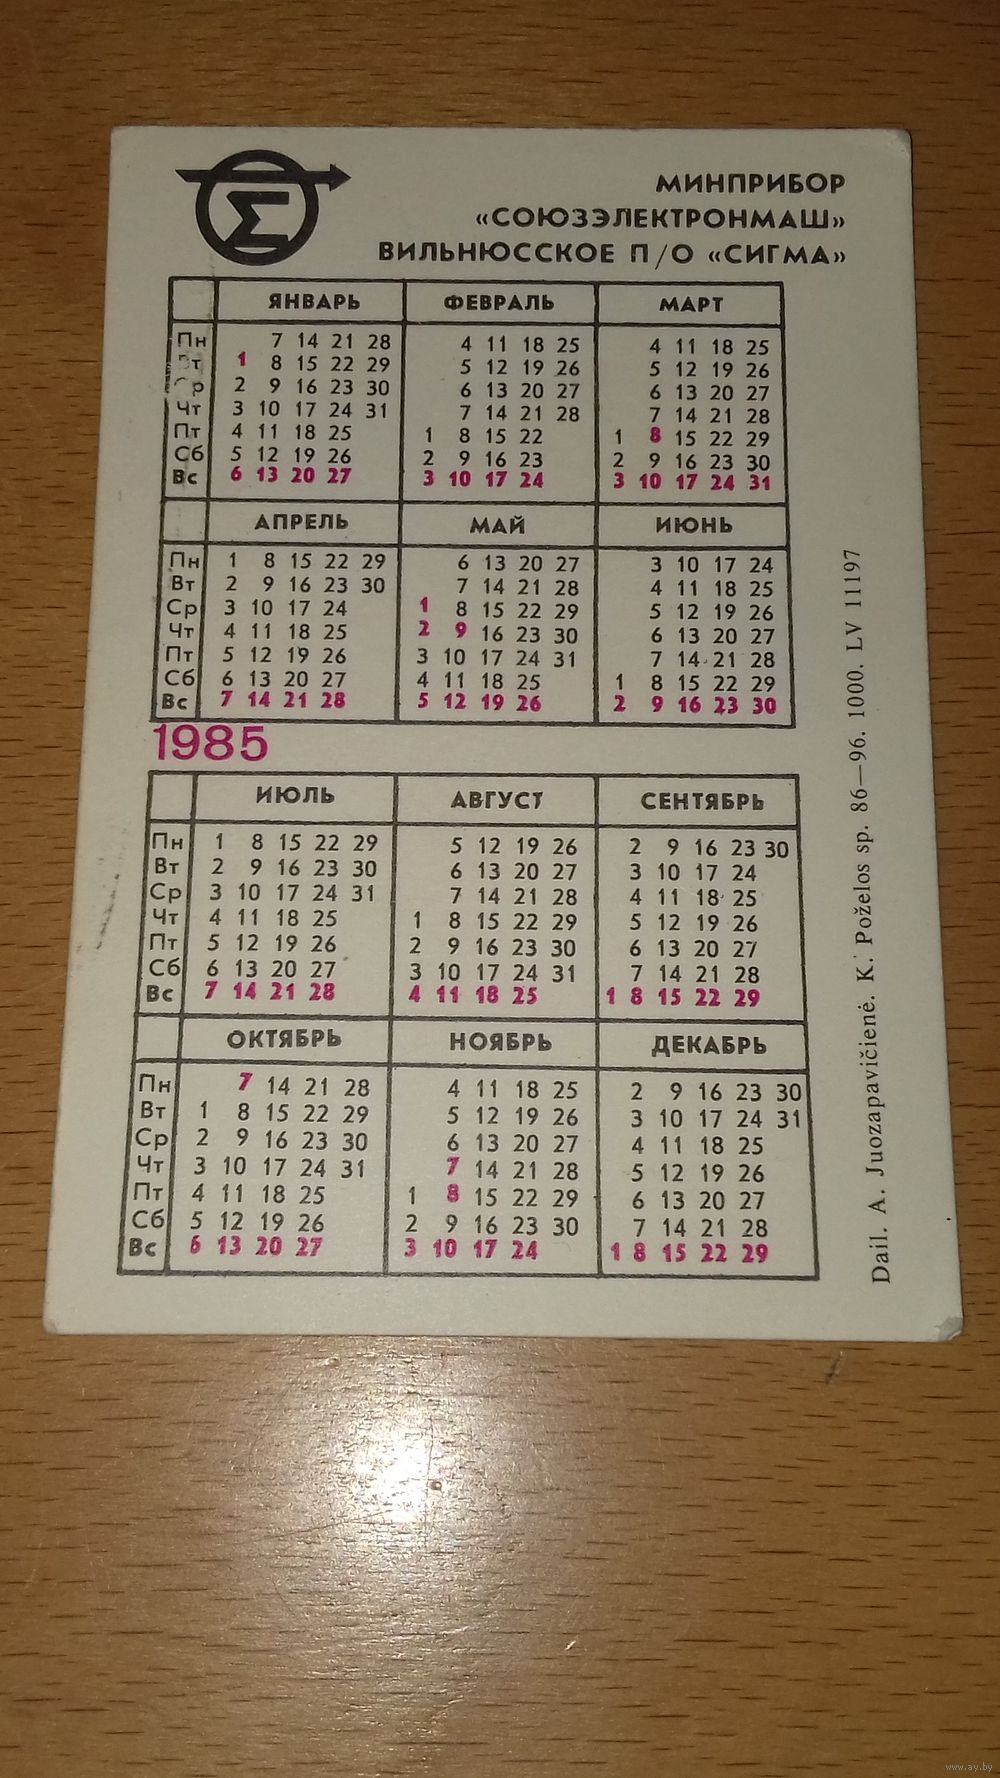 МИНПРИБОР
«СОЮЗЭЛЕКТРОНМАШ»
ВИЛЬНЮССКОЕ П/О «СИГМА»
ЯНВАРЬ ФЕВРАЛЬ МАРТ
Пн 7 14 21 28 4 11 18 25 4 11 18 25
Вт 1 8 15 22 29 5 12 19 26 5 12 19 26
Ср 2 9 16 23 30 6 13 20 27 6 13 20 27
Чт 3 10 17 24 31 7 14 21 28 7 14 21 28
Пт 4 11 18 25 1 8 15 22 1 8 15 22 29
Сб 5 12 19 26 2 9 16 23 2 9 16 23 30
Вс 6 13 20 27 3 10 17 24 3 10 17 24 31
АПРЕЛЬ МАЙ ИЮНЬ
Пн 1 8 15 22 29 6 13 20 27 3 10 17 24
Вт 2 9 16 23 30 7 14 21 28 4 11 18 25
Ср 3 10 17 24 1 8 15 22 29 5 12 19 26
Чт 4 11 18 25 2 9 16 23 30 6 13 20 27
Пт 5 12 19 26 3 10 17 24 31 7 14 21 28
Сб 6 13 20 27 4 11 18 25 1 8 15 22 29
Вс 7 14 21 28 5 12 19 26 2 9 16 23 30
1985
ИЮЛЬ АВГУСТ СЕНТЯБРЬ
Пн 1 8 15 22 29 5 12 19 26 2 9 16 23 30
Вт 2 9 16 23 30 6 13 20 27 3 10 17 24
Ср 3 10 17 24 31 7 14 21 28 4 11 18 25
Чт 4 11 18 25 1 8 15 22 29 5 12 19 26
Пт 5 12 19 26 2 9 16 23 30 6 13 20 27
Сб 6 13 20 27 3 10 17 24 31 7 14 21 28
Вс 7 14 21 28 4 11 18 25 1 8 15 22 29
ОКТЯБРЬ НОЯБРЬ ДЕКАБРЬ
Пн 7 14 21 28 4 11 18 25 2 9 16 23 30
Вт 1 8 15 22 29 5 12 19 26 3 10 17 24 31
Ср 2 9 16 23 30 6 13 20 27 4 11 18 25
Чт 3 10 17 24 31 7 14 21 28 5 12 19 26
Пт 4 11 18 25 1 8 15 22 29 6 13 20 27
Сб 5 12 19 26 2 9 16 23 30 7 14 21 28
Вс 6 13 20 27 3 10 17 24 1 8 15 22 29
Dail. A. Juozapavičienė. K. Poželos sp. 86—96. 1000. LV 11197
www.ay.by